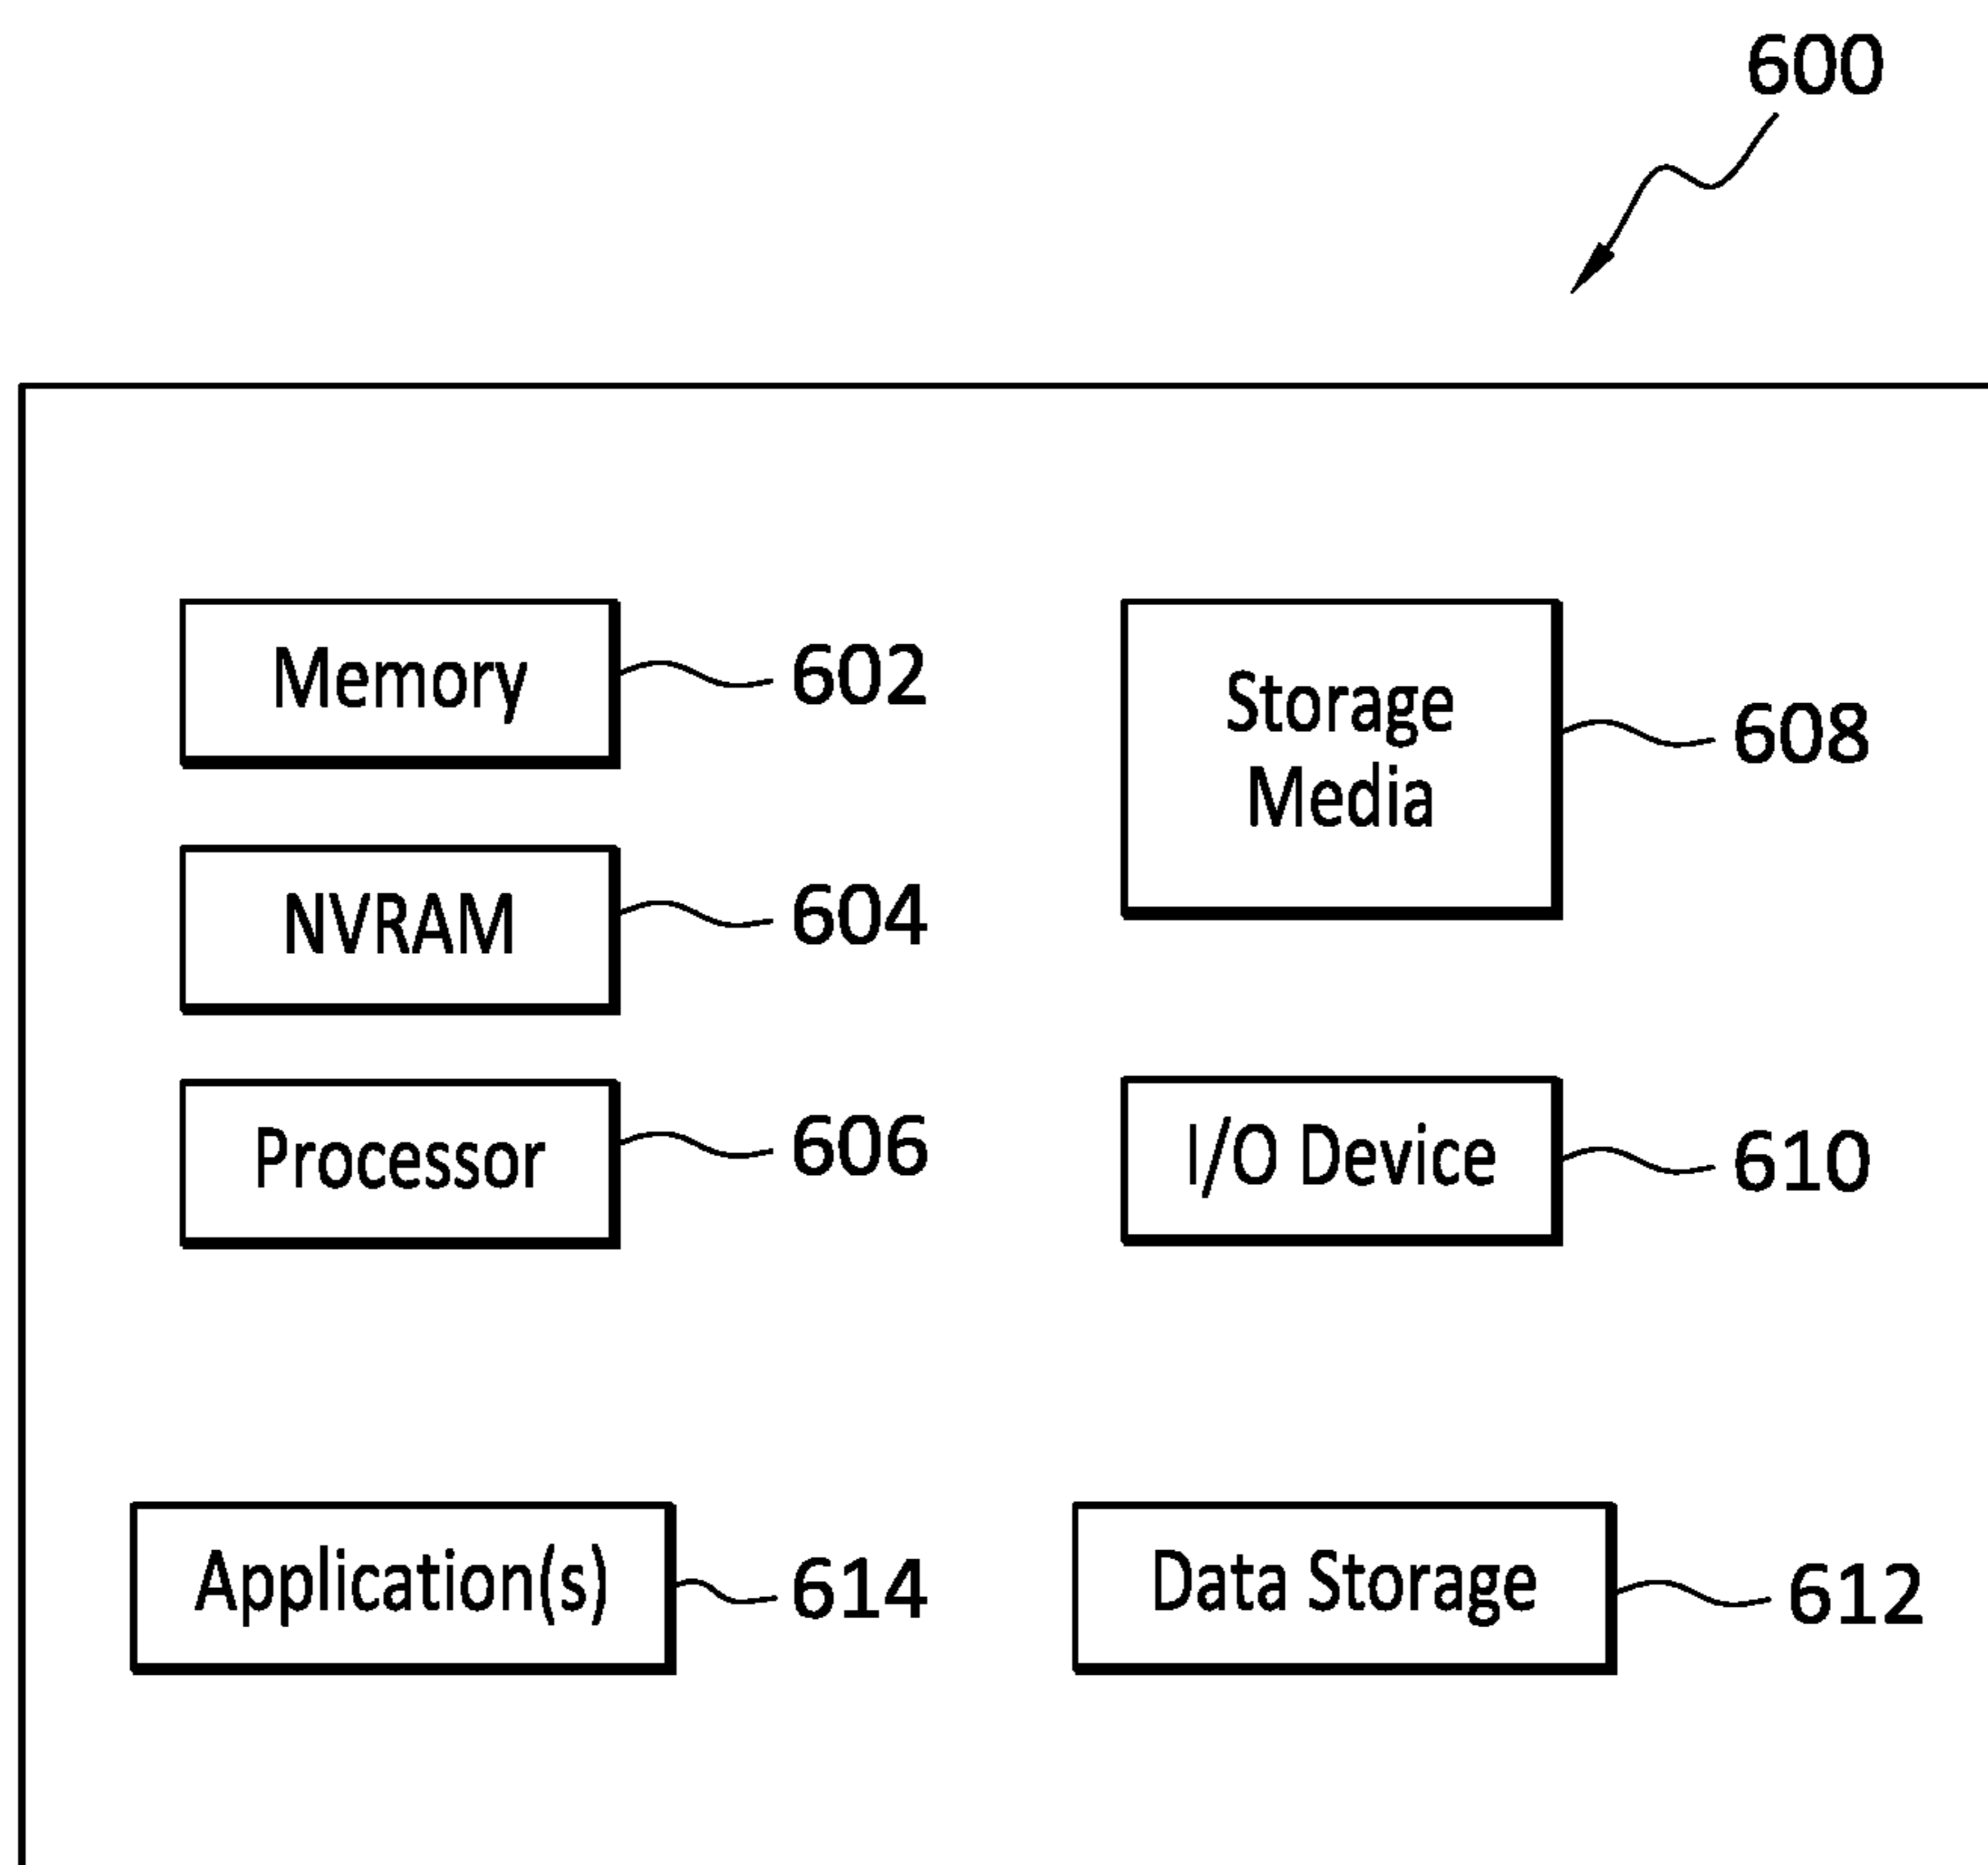 600
Memory
602
NVRAM
604
Processor
606
Storage
Media
608
I/O Device
610
Application(s)
614
Data Storage
612